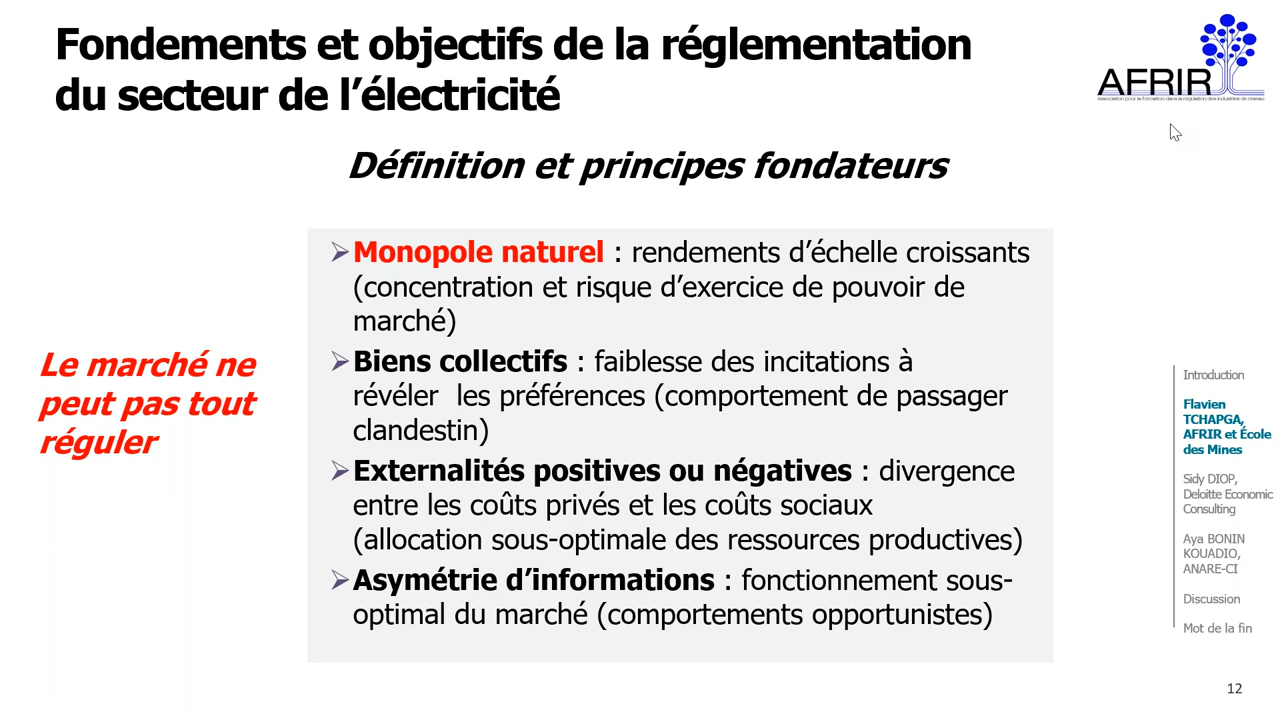 Fondements et objectifs de la réglementation
du secteur de l’électricité
AFRIR
Association pour la formation dans la régulation des industries de réseau
Définition et principes fondateurs
Le marché ne
peut pas tout
réguler
Monopole naturel : rendements d’échelle croissants
(concentration et risque d’exercice de pouvoir de
marché)
Biens collectifs : faiblesse des incitations à
révéler les préférences (comportement de passager
clandestin)
Externalités positives ou négatives : divergence
entre les coûts privés et les coûts sociaux
(allocation sous-optimale des ressources productives)
Asymétrie d’informations : fonctionnement sous-
optimal du marché (comportements opportunistes)
Introduction
Flavien
TCHAPGA,
AFRIR et École
des Mines
Sidy DIOP,
Deloitte Economic
Consulting
Aya BONIN
KOUADIO,
ANARE-CI
Discussion
Mot de la fin
12